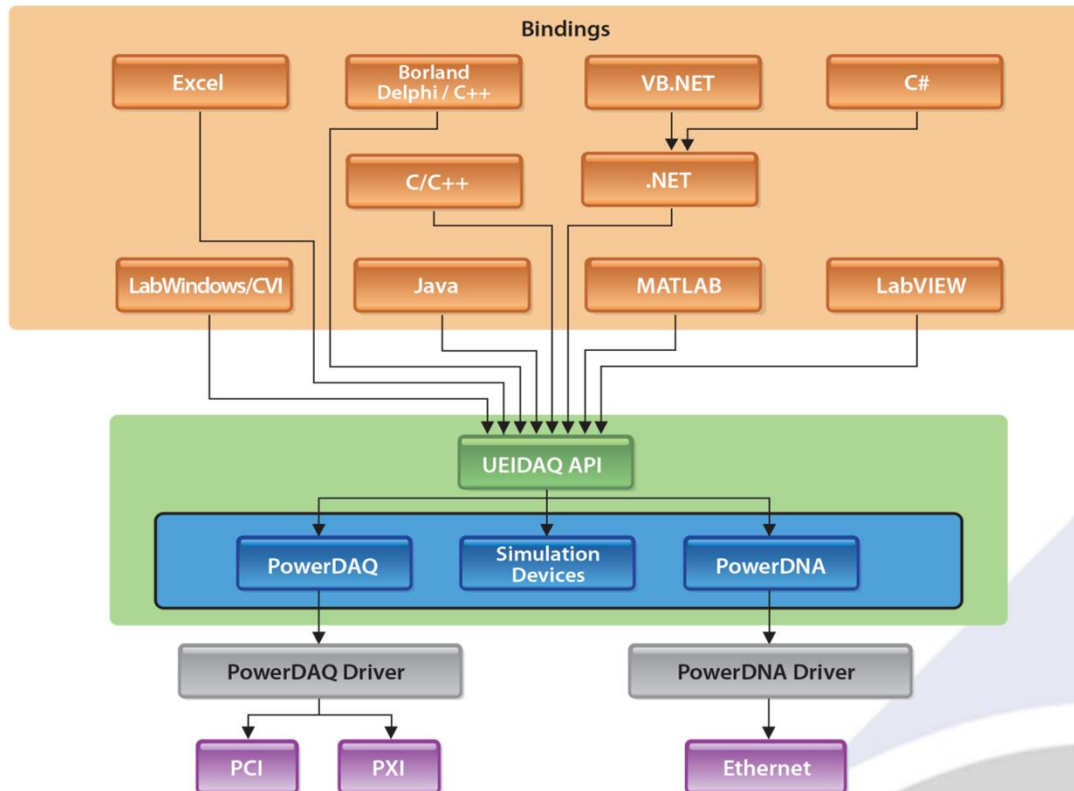 Bindings
Excel
Borland
Delphi / C++
VB.NET
C#
C/C++
.NET
LabWindows/CVI
Java
MATLAB
LabVIEW
UEIDAQ API
PowerDAQ
Simulation
Devices
PowerDNA
PowerDAQ Driver
PowerDNA Driver
PCI
PXI
Ethernet